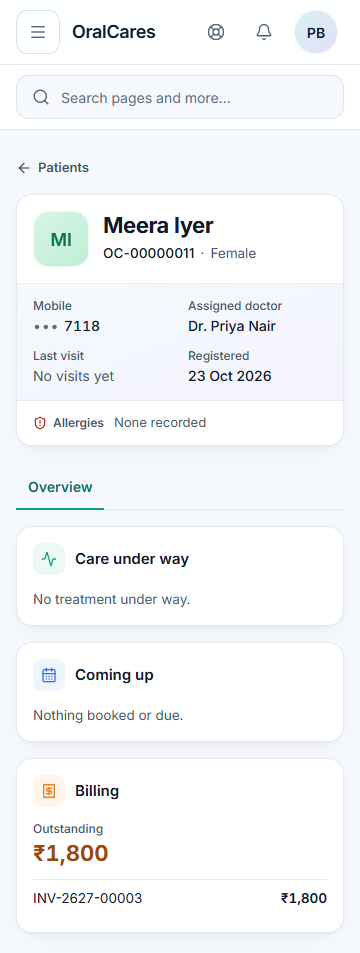 OralCares
PB
Search pages and more...
Patients
MI
Meera Iyer
OC-00000011 · Female
Mobile
Assigned doctor
••• 7118
Dr. Priya Nair
Last visit
Registered
No visits yet
23 Oct 2026
Allergies None recorded
Overview
Care under way
No treatment under way.
Coming up
Nothing booked or due.
Billing
Outstanding
₹1,800
INV-2627-00003
₹1,800